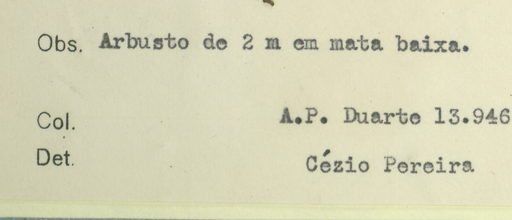 Obs. Arbusto de 2 m em mata baixa.
Col. A.P. Duarte 13.946
Det. Cézio Pereira